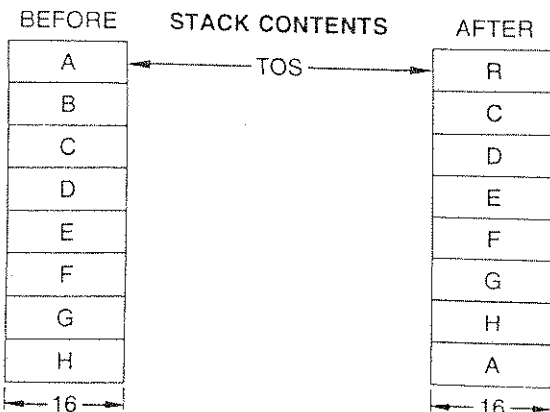 BEFORE STACK CONTENTS AFTER
A TOS R
B C
C D
D E
E F
F G
G H
H A
16 16